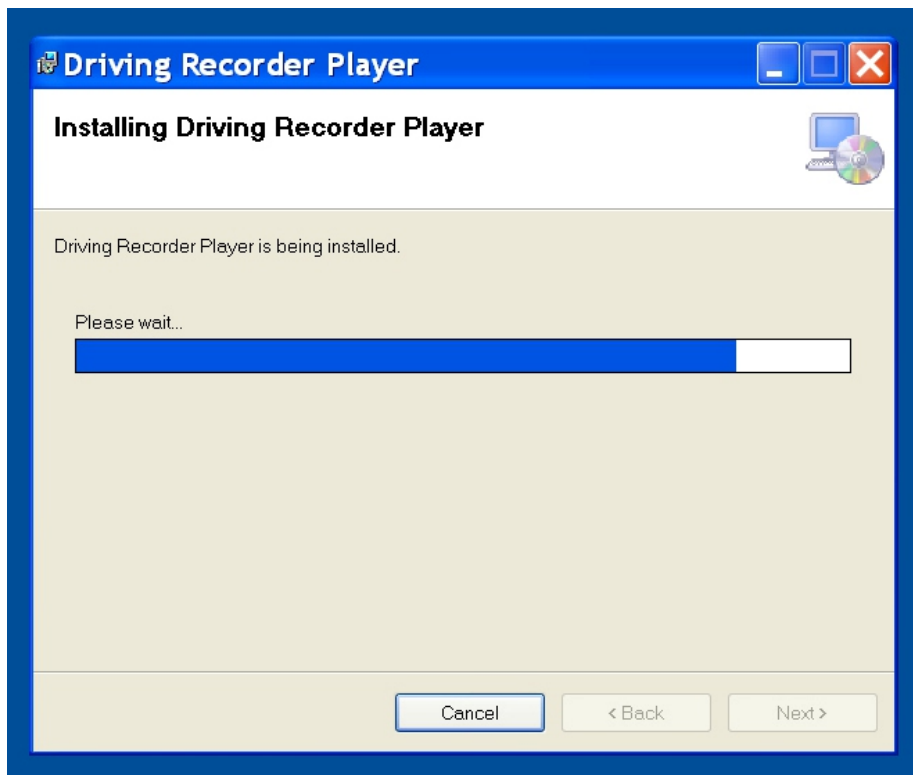 Driving Recorder Player
Installing Driving Recorder Player
Driving Recorder Player is being installed.
Please wait...
Cancel
< Back
Next >